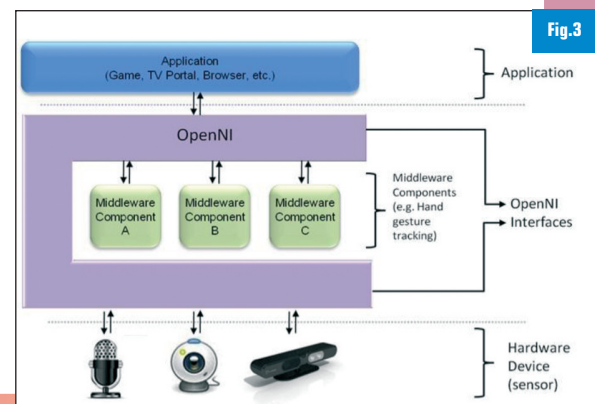 Fig.3
Application
(Game, TV Portal, Browser, etc.)
Application
OpenNI
Middleware
Component
A
Middleware
Component
B
Middleware
Component
C
Middleware
Components
(e.g. Hand
gesture
tracking)
OpenNI
Interfaces
Hardware
Device
(sensor)